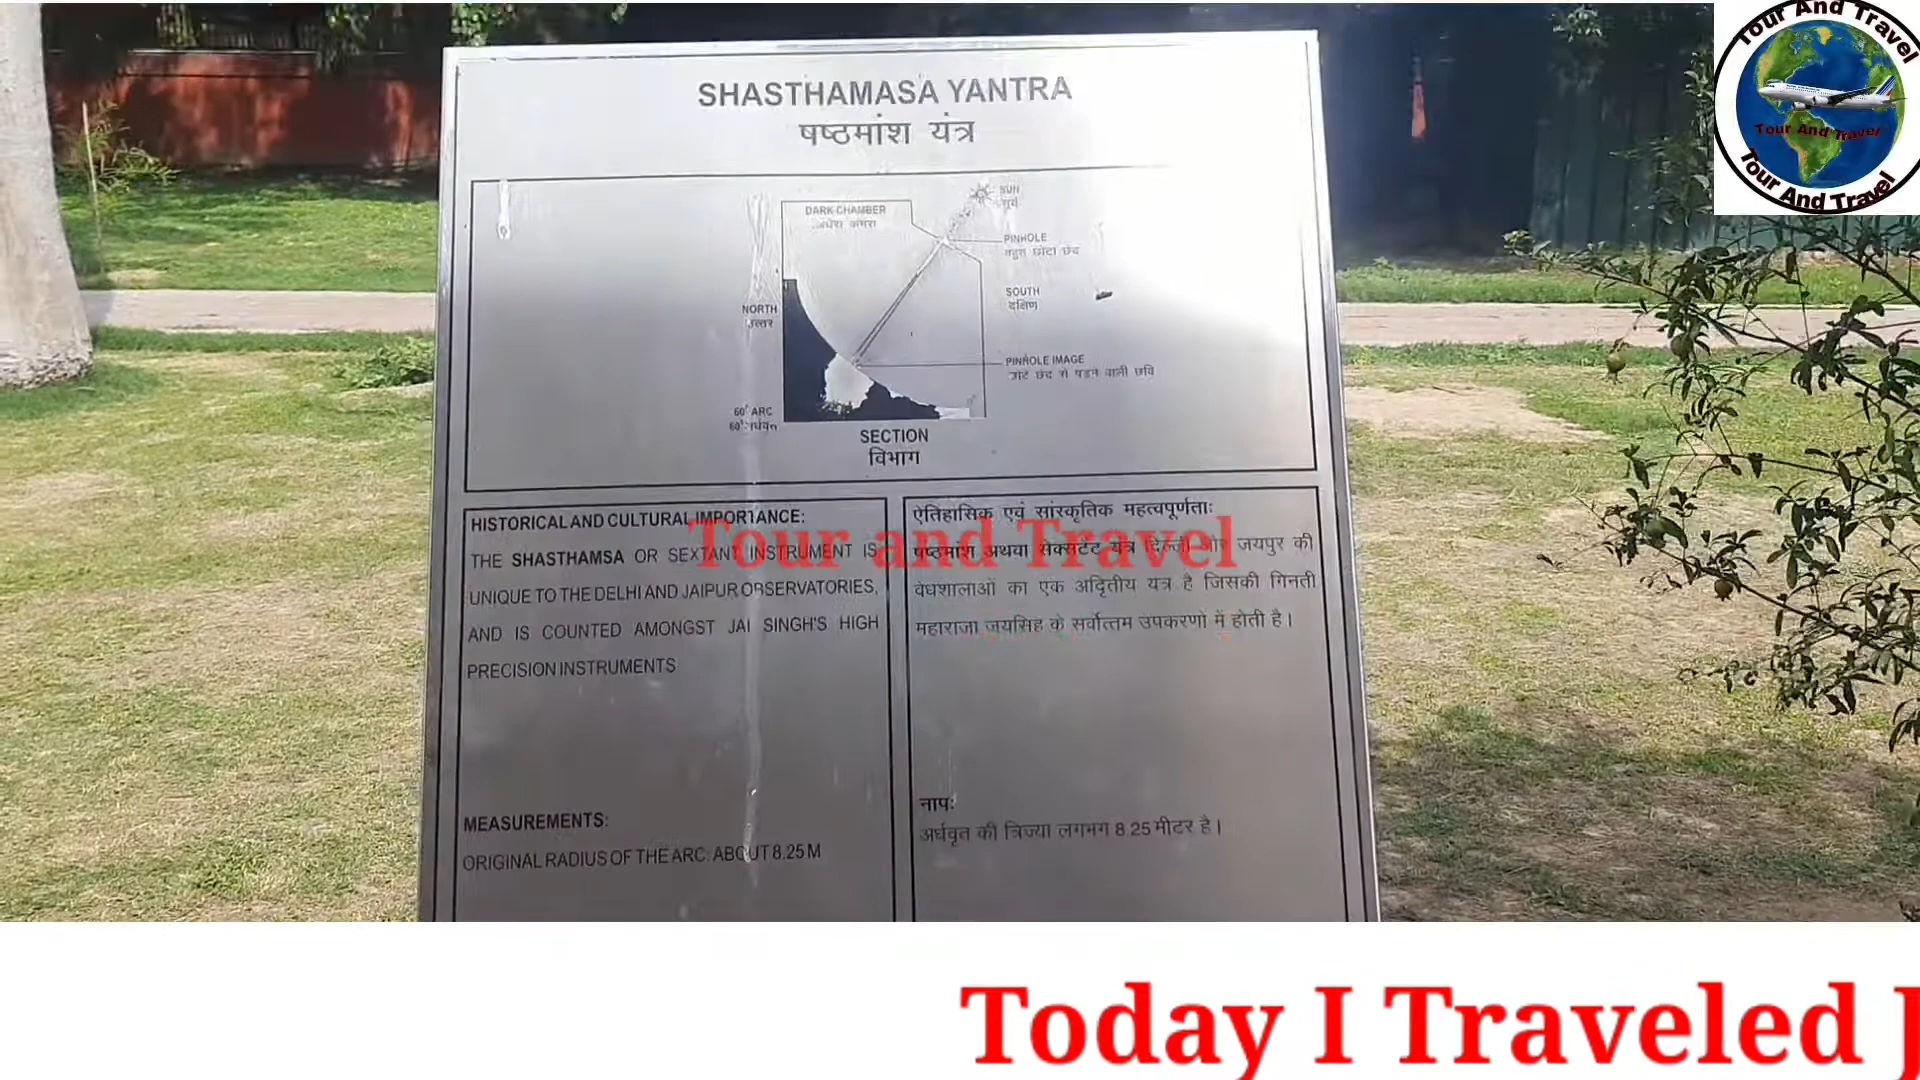 Tour And Travel
Tour And Travel
Tour And Travel
SHASTHAMASA YANTRA
षष्ठमांश यंत्र
SUN
सूर्य
DARK CHAMBER
PINHOLE
बहुत छोटा छेद
SOUTH
दक्षिण
NORTH
उत्तर
PINHOLE IMAGE
छेद से पड़ने वाली छवि
60° ARC
60°
SECTION
विभाग
HISTORICAL AND CULTURAL IMPORTANCE:
THE SHASTHAMSA OR SEXTANT INSTRUMENT IS
UNIQUE TO THE DELHI AND JAIPUR OBSERVATORIES,
AND IS COUNTED AMONGST JAI SINGH'S HIGH
PRECISION INSTRUMENTS
ऐतिहासिक एवं सांस्कृतिक महत्वपूर्णताः
षष्ठमांश अथवा सेक्सटेंट यंत्र दिल्ली और जयपुर की
वेधशालाओं का एक अद्वितीय यंत्र है जिसकी गिनती
महाराजा जयसिंह के सर्वोत्तम उपकरणों में होती है।
Tour and Travel
MEASUREMENTS:
ORIGINAL RADIUS OF THE ARC: ABOUT 8.25 M
नापः
अर्धवृत की त्रिज्या लगभग 8.25 मीटर है।
Today I Traveled J